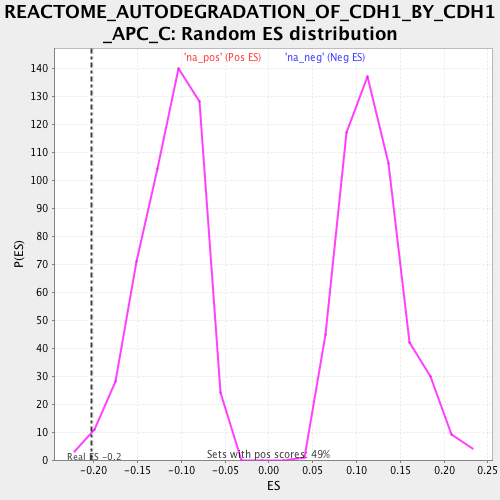 REACTOME_AUTODEGRADATION_OF_CDH1_BY_CDH1
_APC_C: Random ES distribution
'na_pos' (Pos ES) 'na_neg' (Neg ES)
140
130
120
110
100
90
80
70
60
50
40
30
20
10
0
P(ES)
Real ES -0.2
Sets with pos scores: 49%
-0.20 -0.15 -0.10 -0.05 0.00 0.05 0.10 0.15 0.20 0.25
ES